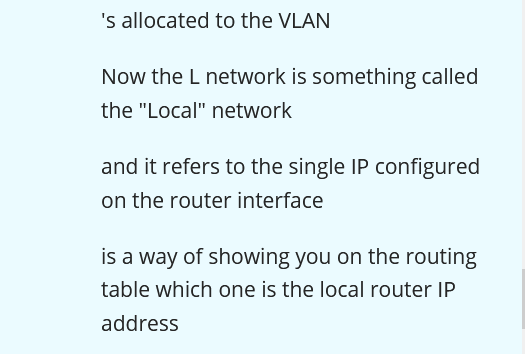 's allocated to the VLAN
Now the L network is something called
the "Local" network
and it refers to the single IP configured
on the router interface
is a way of showing you on the routing
table which one is the local router IP
address